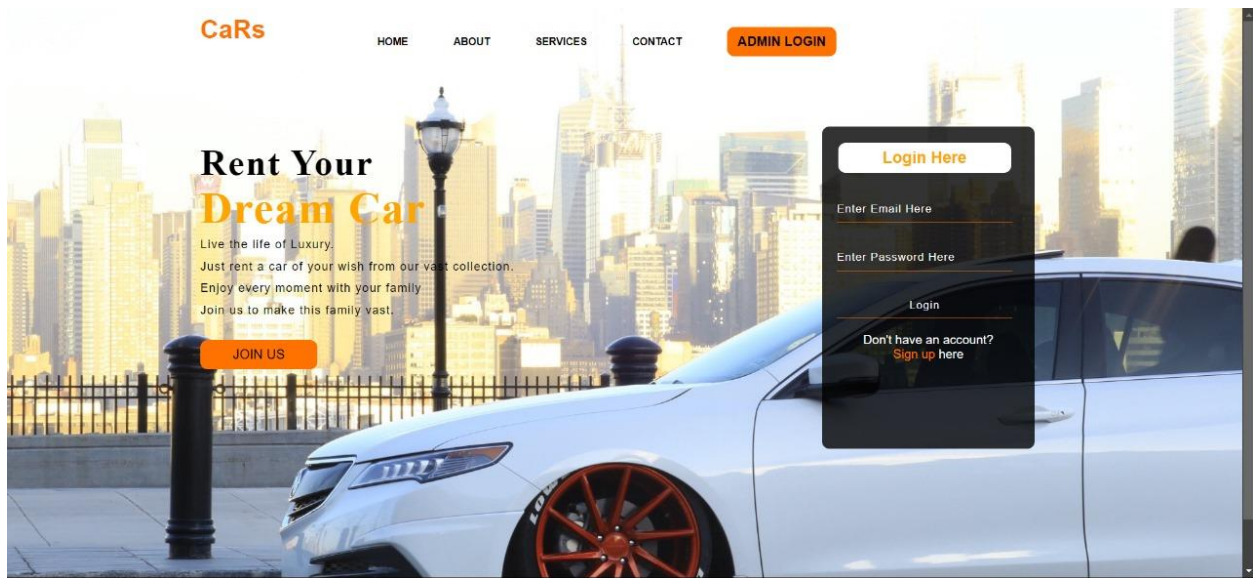 CaRs
HOME ABOUT SERVICES CONTACT ADMIN LOGIN
Rent Your
Dream Car
Live the life of Luxury.
Just rent a car of your wish from our vast collection.
Enjoy every moment with your family
Join us to make this family vast.
JOIN US
Login Here
Enter Email Here
Enter Password Here
Login
Don't have an account?
Sign up here
LOW